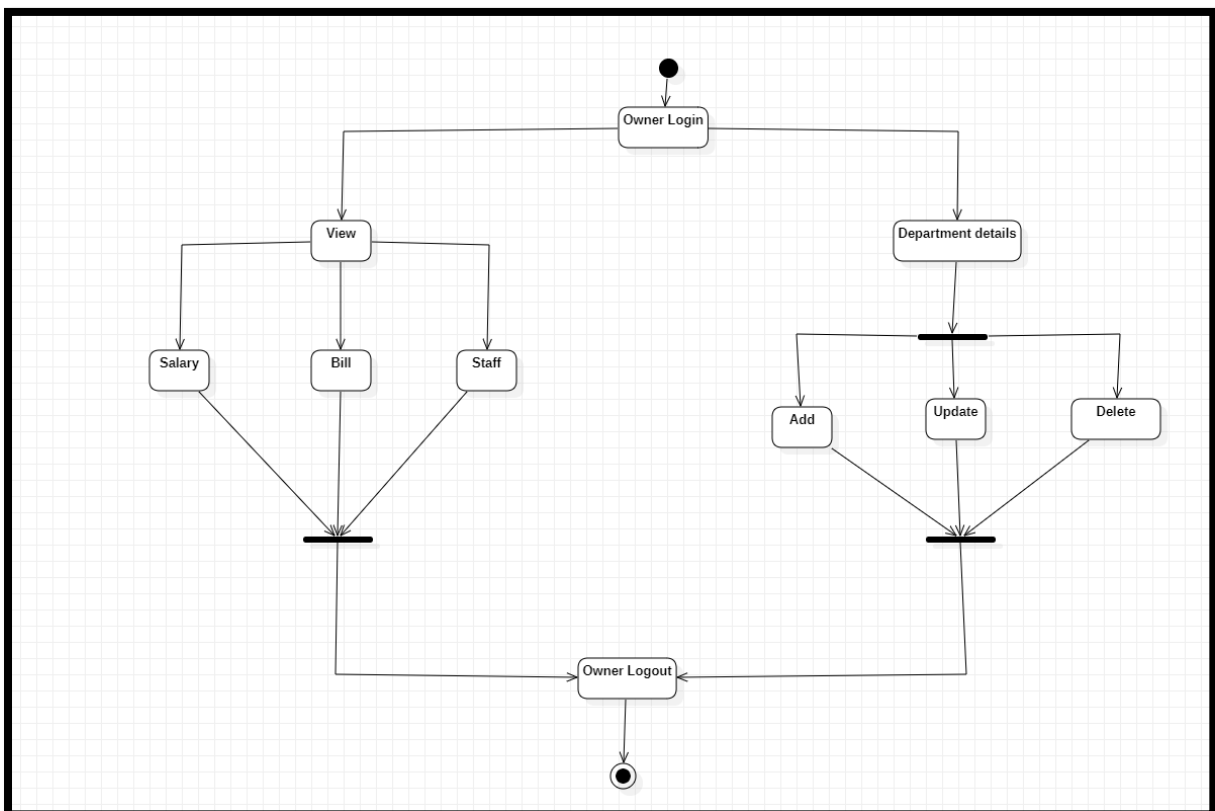 Owner Login
View
Department details
Salary
Bill
Staff
Add
Update
Delete
Owner Logout